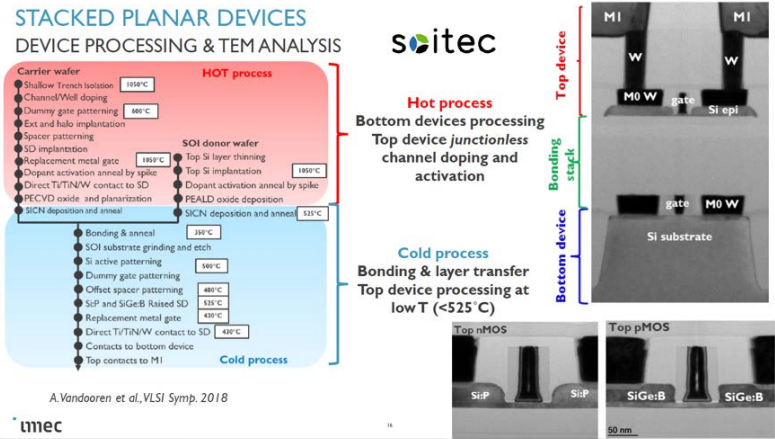 STACKED PLANAR DEVICES
DEVICE PROCESSING & TEM ANALYSIS
soitec
Carrier wafer
HOT process
Shallow Trench Isolation 1050°C
Channel/Well doping
Dummy gate patterning 600°C
Ext and halo implantation
Spacer patterning
SD implantation
Replacement metal gate 1050°C
Dopant activation anneal by spike
Direct Ti/TiN/W contact to SD
PECVD oxide and planarization
SiCN deposition and anneal
SOI donor wafer
Top Si layer thinning
Top Si implantation 1050°C
Dopant activation anneal by spike
PEALD oxide deposition
SiCN deposition and anneal 525°C
Bonding & anneal 350°C
SOI substrate grinding and etch
Si active patterning 500°C
Dummy gate patterning
Offset spacer patterning 480°C
Si:P and SiGe:B Raised SD 525°C
Replacement metal gate 430°C
Direct Ti/TiN/W contact to SD 430°C
Contacts to bottom device
Top contacts to M1
Cold process
Hot process
Bottom devices processing
Top device junctionless
channel doping and
activation
Cold process
Bonding & layer transfer
Top device processing at
low T (<525°C)
Top device
Bonding
stack
Bottom device
M1
M1
W
W
M0 W
gate
Si epi
gate
M0 W
Si substrate
Top nMOS
Si:P
Si:P
Top pMOS
SiGe:B
SiGe:B
50 nm
A. Vandooren et al., VLSI Symp. 2018
imec
16